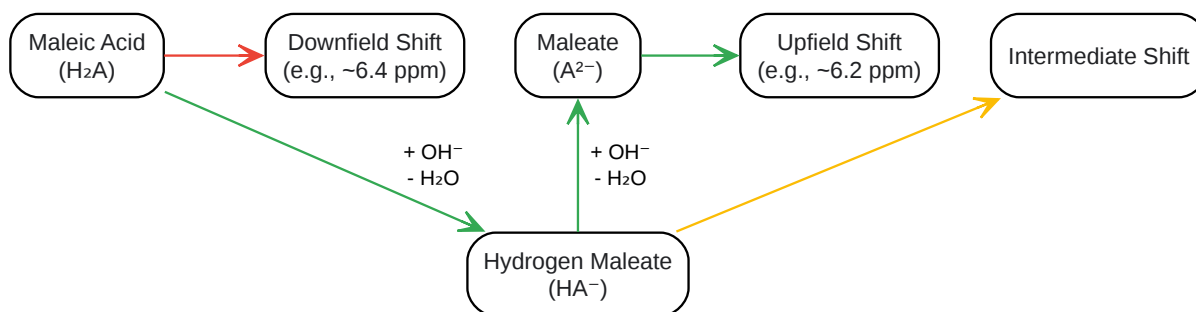 Maleic Acid
(H₂A)
Downfield Shift
(e.g., ~6.4 ppm)
Maleate
(A²⁻)
Upfield Shift
(e.g., ~6.2 ppm)
Intermediate Shift
+ OH⁻
- H₂O
+ OH⁻
- H₂O
Hydrogen Maleate
(HA⁻)